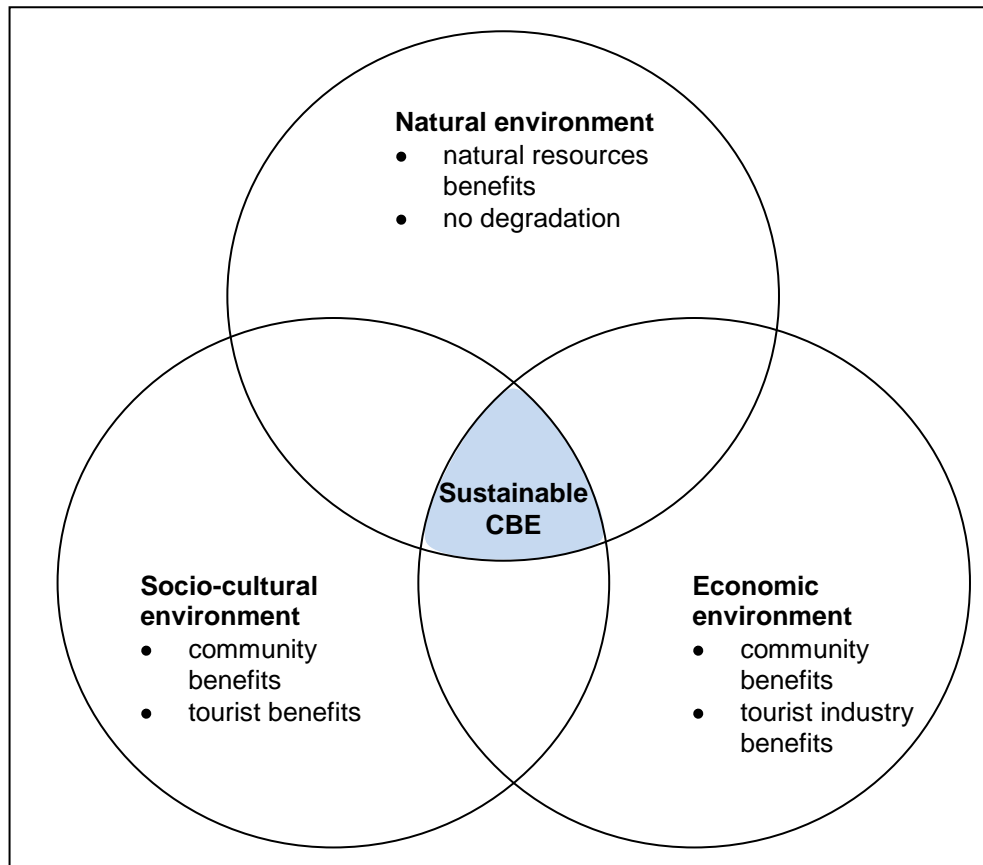 Natural environment
• natural resources
benefits
• no degradation
Sustainable
CBE
Socio-cultural
environment
• community
benefits
• tourist benefits
Economic
environment
• community
benefits
• tourist industry
benefits